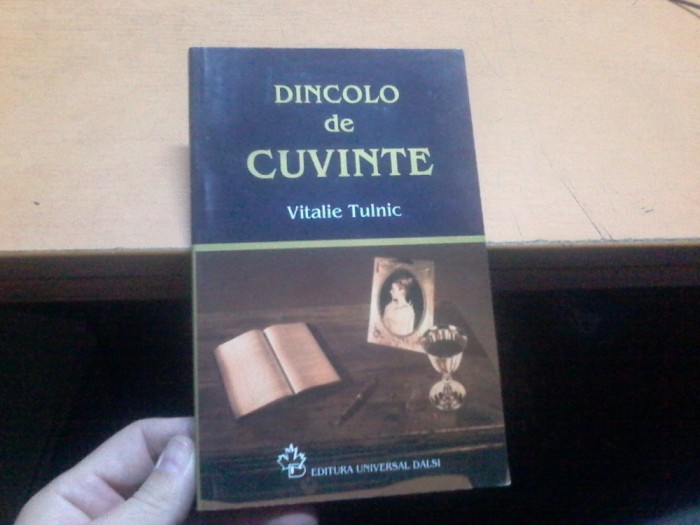 DINCOLO
de
CUVINTE
Vitalie Tulnic
EDITURA UNIVERSAL DALSI